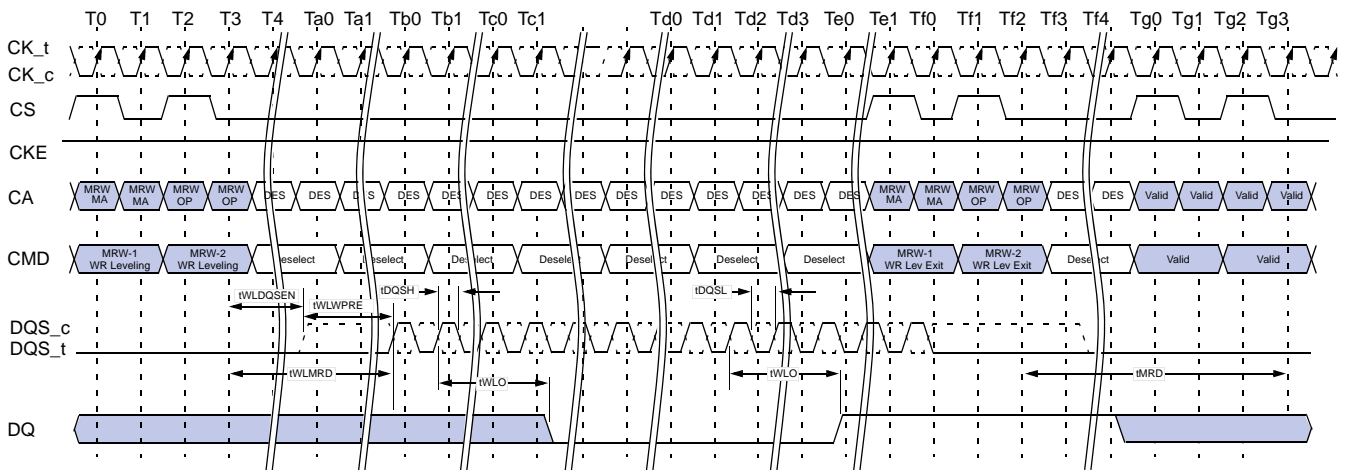 T0 T1 T2 T3 T4 Ta0 Ta1 Tb0 Tb1 Tc0 Tc1 Td0 Td1 Td2 Td3 Te0 Te1 Tf0 Tf1 Tf2 Tf3 Tf4 Tg0 Tg1 Tg2 Tg3
CK_t
CK_c
CS
CKE
CA
MRW MRW MRW MRW DES DES DES DES DES DES DES DES DES DES DES DES DES DES MRW MRW MRW MRW DES DES Valid Valid Valid Valid
MA MA OP OP MA MA OP OP
CMD
MRW-1 MRW-2 Deselect Deselect Deselect Deselect Deselect Deselect Deselect MRW-1 MRW-2 Deselect Valid Valid
WR Leveling WR Leveling WR Lev Exit WR Lev Exit
tWLDQSEN tWLWPRE tDQSH tDQSL
DQS_c
DQS_t
tWLMRD tWLO tWLO tMRD
DQ